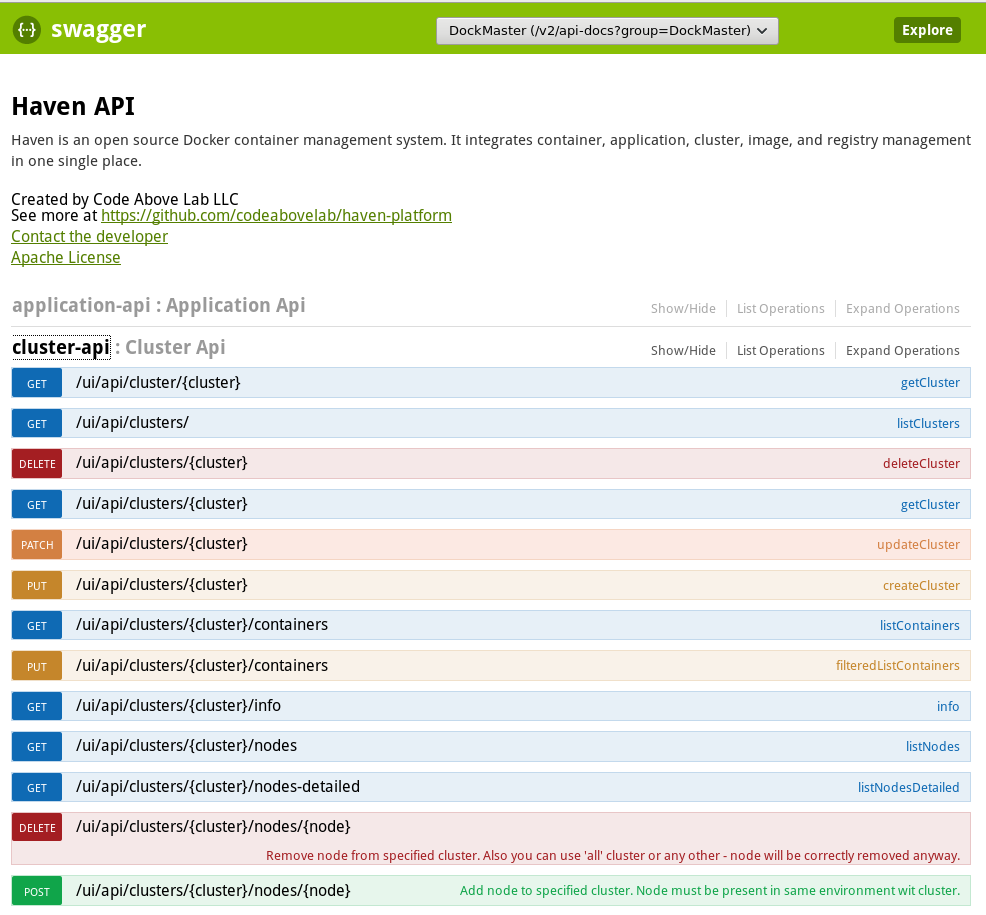 {··} swagger DockMaster (/v2/api-docs?group=DockMaster) Explore
Haven API
Haven is an open source Docker container management system. It integrates container, application, cluster, image, and registry management
in one single place.
Created by Code Above Lab LLC
See more at https://github.com/codeabovelab/haven-platform
Contact the developer
Apache License
application-api : Application Api Show/Hide List Operations Expand Operations
cluster-api : Cluster Api Show/Hide List Operations Expand Operations
GET /ui/api/cluster/{cluster} getCluster
GET /ui/api/clusters/ listClusters
DELETE /ui/api/clusters/{cluster} deleteCluster
GET /ui/api/clusters/{cluster} getCluster
PATCH /ui/api/clusters/{cluster} updateCluster
PUT /ui/api/clusters/{cluster} createCluster
GET /ui/api/clusters/{cluster}/containers listContainers
PUT /ui/api/clusters/{cluster}/containers filteredListContainers
GET /ui/api/clusters/{cluster}/info info
GET /ui/api/clusters/{cluster}/nodes listNodes
GET /ui/api/clusters/{cluster}/nodes-detailed listNodesDetailed
DELETE /ui/api/clusters/{cluster}/nodes/{node}
Remove node from specified cluster. Also you can use 'all' cluster or any other - node will be correctly removed anyway.
POST /ui/api/clusters/{cluster}/nodes/{node} Add node to specified cluster. Node must be present in same environment wit cluster.